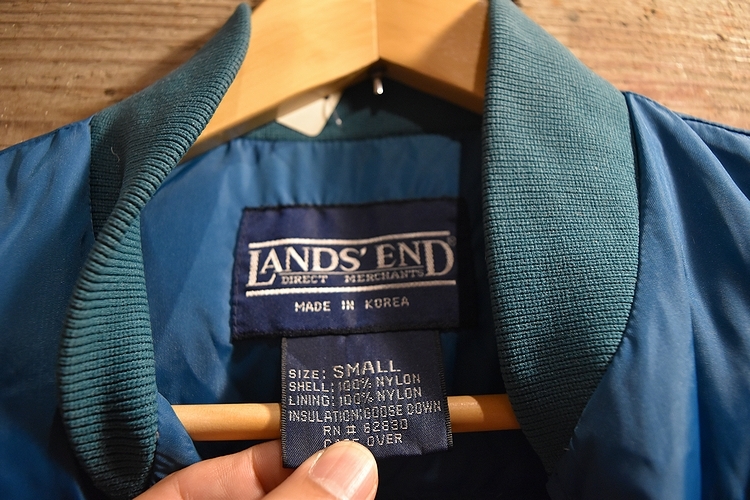 LANDS' END®
DIRECT MERCHANTS
MADE IN KOREA
SIZE: SMALL
SHELL: 100% NYLON
LINING: 100% NYLON
INSULATION: GOOSE DOWN
RN # 62830
CARE OVER